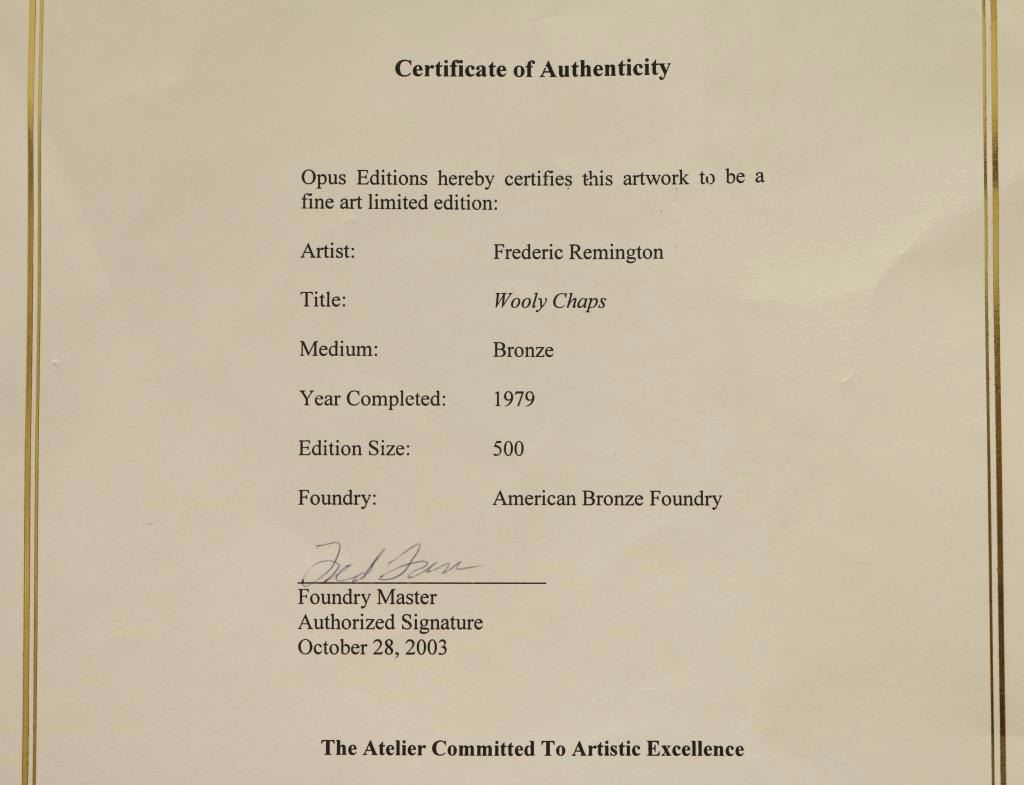 Certificate of Authenticity
Opus Editions hereby certifies this artwork to be a
fine art limited edition:
Artist: Frederic Remington
Title: Wooly Chaps
Medium: Bronze
Year Completed: 1979
Edition Size: 500
Foundry: American Bronze Foundry
Fred
Foundry Master
Authorized Signature
October 28, 2003
The Atelier Committed To Artistic Excellence